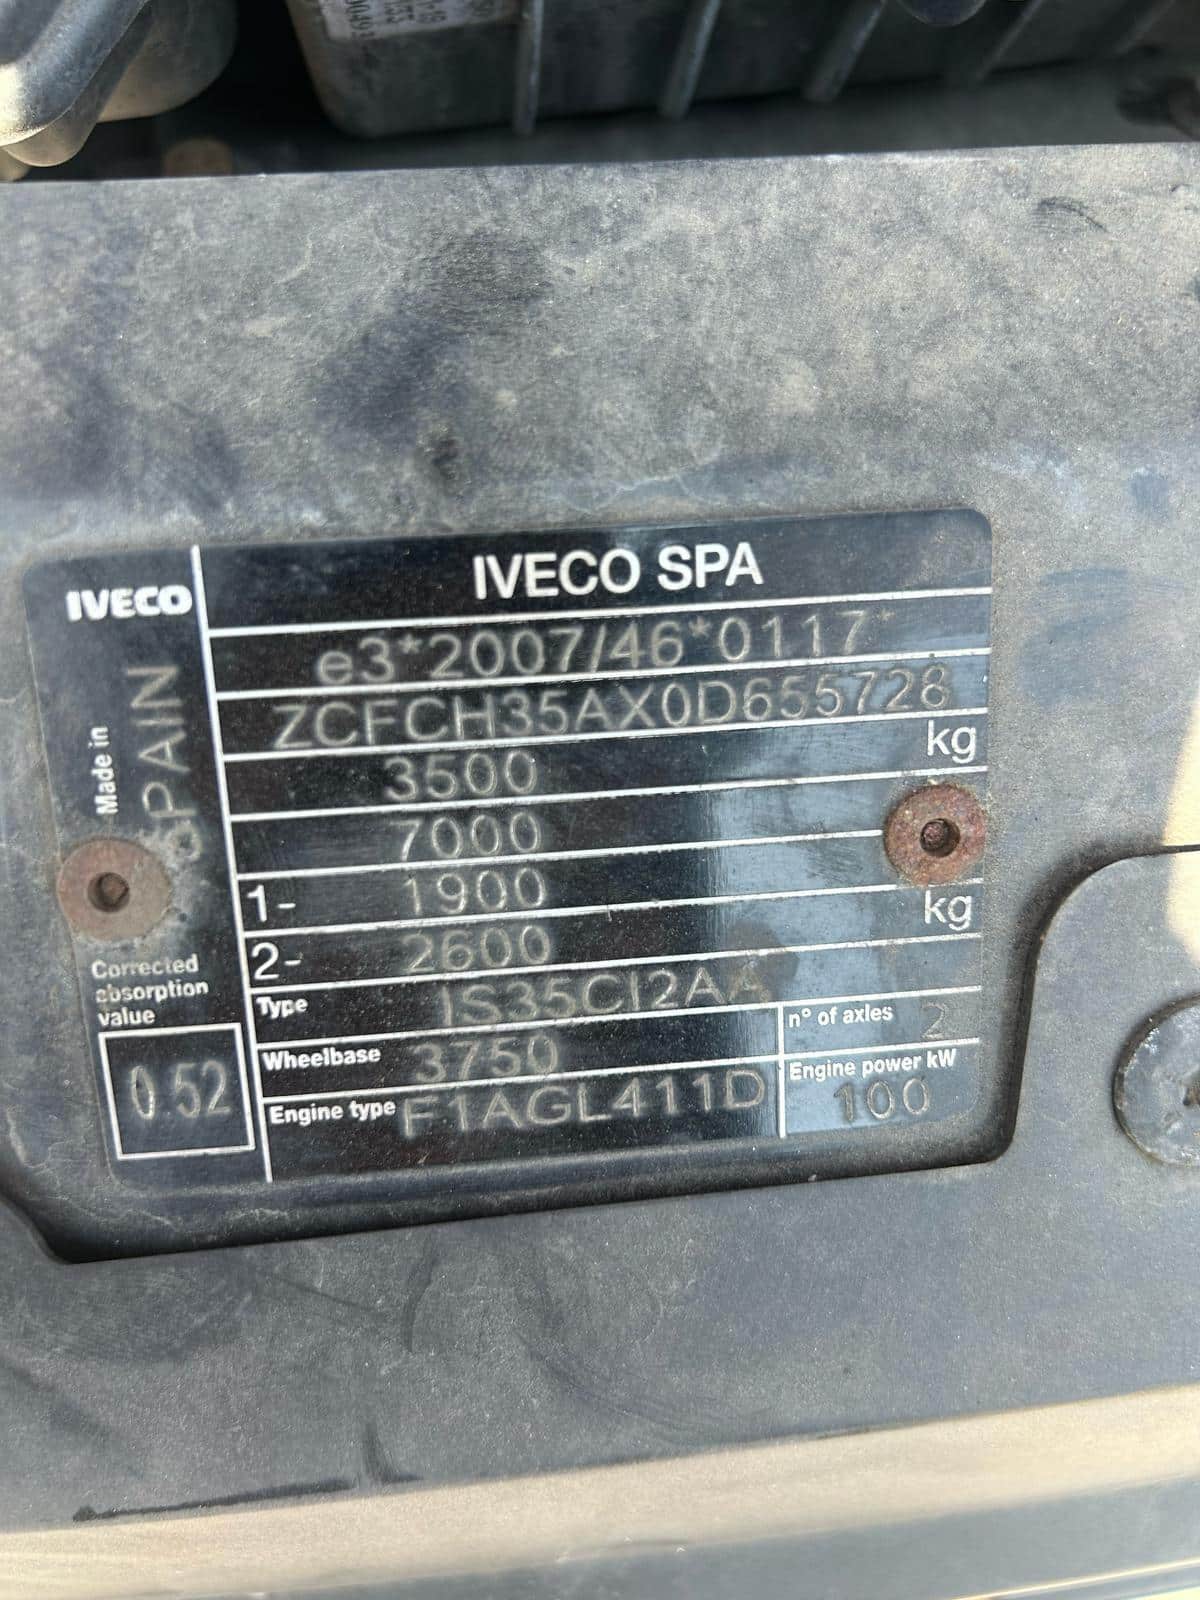 IVECO
IVECO SPA
Made in
SPAIN
e3*2007/46*0117*
ZCFCH35AX0D655728
3500 kg
7000
1- 1900 kg
2- 2600
Type IS35CI2AA
n° of axles 2
Wheelbase 3750
Engine power kW
100
Engine type F1AGL411D
Corrected
absorption
value
0.52